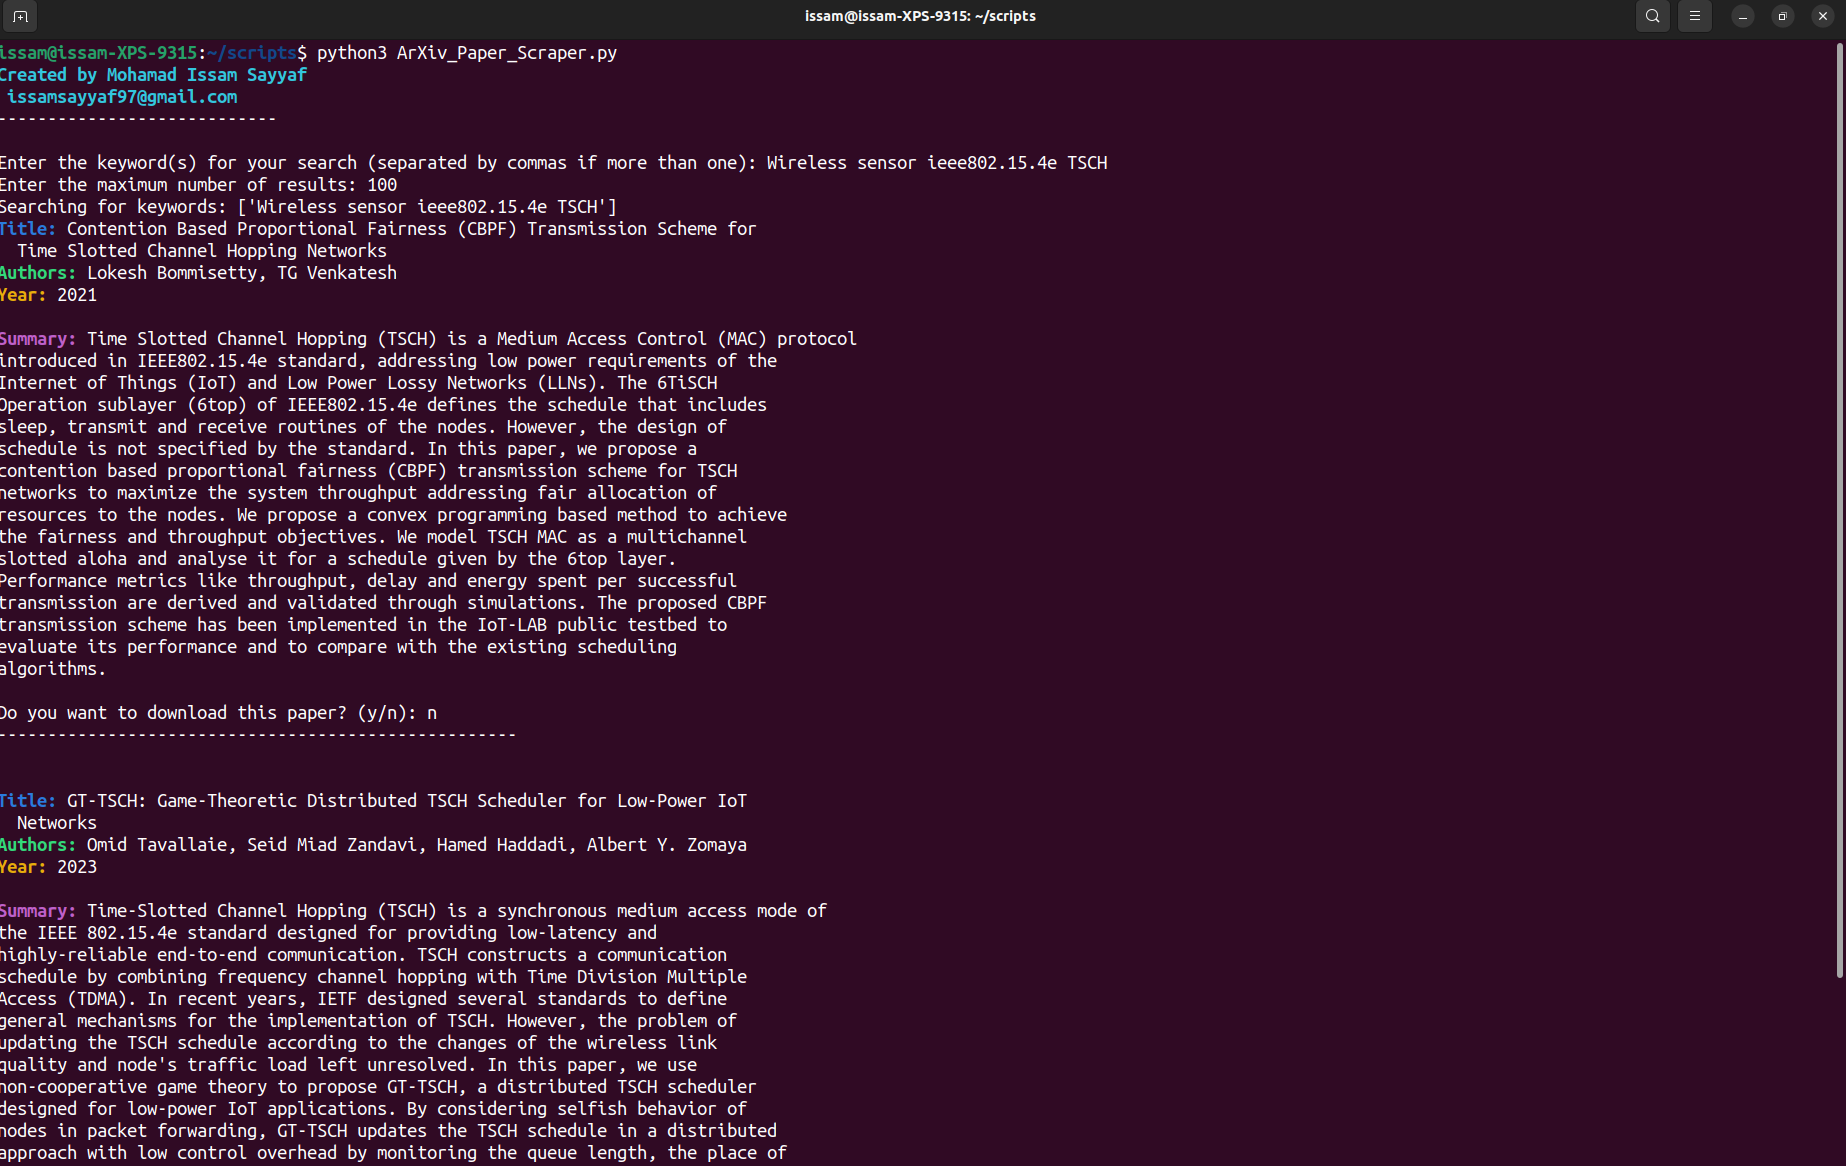 issam@issam-XPS-9315: ~/scripts
issam@issam-XPS-9315:~/scripts$ python3 ArXiv_Paper_Scraper.py
Created by Mohamad Issam Sayyaf
issamsayyaf97@gmail.com
----------------------------
Enter the keyword(s) for your search (separated by commas if more than one): Wireless sensor ieee802.15.4e TSCH
Enter the maximum number of results: 100
Searching for keywords: ['Wireless sensor ieee802.15.4e TSCH']
Title: Contention Based Proportional Fairness (CBPF) Transmission Scheme for
Time Slotted Channel Hopping Networks
Authors: Lokesh Bommisetty, TG Venkatesh
Year: 2021
Summary: Time Slotted Channel Hopping (TSCH) is a Medium Access Control (MAC) protocol
introduced in IEEE802.15.4e standard, addressing low power requirements of the
Internet of Things (IoT) and Low Power Lossy Networks (LLNs). The 6TiSCH
Operation sublayer (6top) of IEEE802.15.4e defines the schedule that includes
sleep, transmit and receive routines of the nodes. However, the design of
schedule is not specified by the standard. In this paper, we propose a
contention based proportional fairness (CBPF) transmission scheme for TSCH
networks to maximize the system throughput addressing fair allocation of
resources to the nodes. We propose a convex programming based method to achieve
the fairness and throughput objectives. We model TSCH MAC as a multichannel
slotted aloha and analyse it for a schedule given by the 6top layer.
Performance metrics like throughput, delay and energy spent per successful
transmission are derived and validated through simulations. The proposed CBPF
transmission scheme has been implemented in the IoT-LAB public testbed to
evaluate its performance and to compare with the existing scheduling
algorithms.
Do you want to download this paper? (y/n): n
----------------------------------------------------
Title: GT-TSCH: Game-Theoretic Distributed TSCH Scheduler for Low-Power IoT
Networks
Authors: Omid Tavallaie, Seid Miad Zandavi, Hamed Haddadi, Albert Y. Zomaya
Year: 2023
Summary: Time-Slotted Channel Hopping (TSCH) is a synchronous medium access mode of
the IEEE 802.15.4e standard designed for providing low-latency and
highly-reliable end-to-end communication. TSCH constructs a communication
schedule by combining frequency channel hopping with Time Division Multiple
Access (TDMA). In recent years, IETF designed several standards to define
general mechanisms for the implementation of TSCH. However, the problem of
updating the TSCH schedule according to the changes of the wireless link
quality and node's traffic load left unresolved. In this paper, we use
non-cooperative game theory to propose GT-TSCH, a distributed TSCH scheduler
designed for low-power IoT applications. By considering selfish behavior of
nodes in packet forwarding, GT-TSCH updates the TSCH schedule in a distributed
approach with low control overhead by monitoring the queue length, the place of